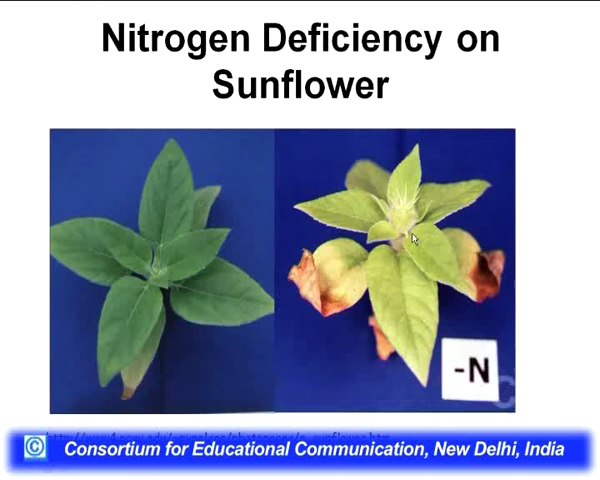 Nitrogen Deficiency on
Sunflower
-N
© Consortium for Educational Communication, New Delhi, India